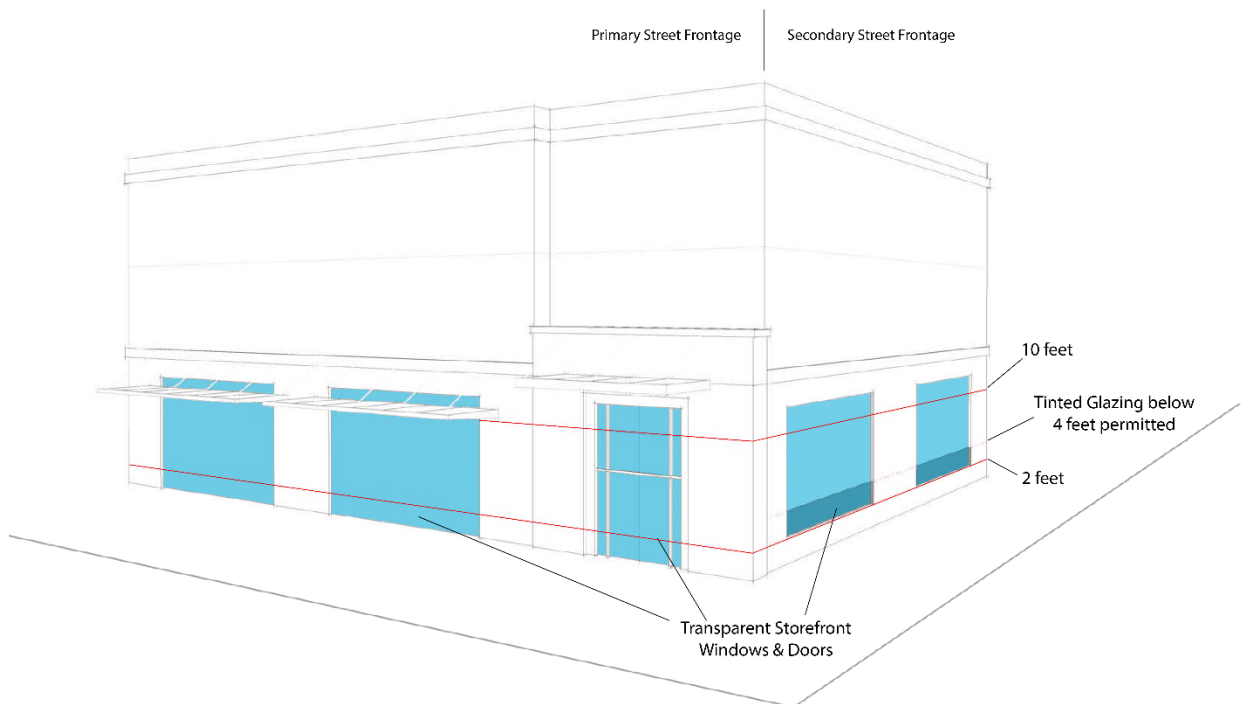 Primary Street Frontage
Secondary Street Frontage
10 feet
Tinted Glazing below
4 feet permitted
2 feet
Transparent Storefront
Windows & Doors